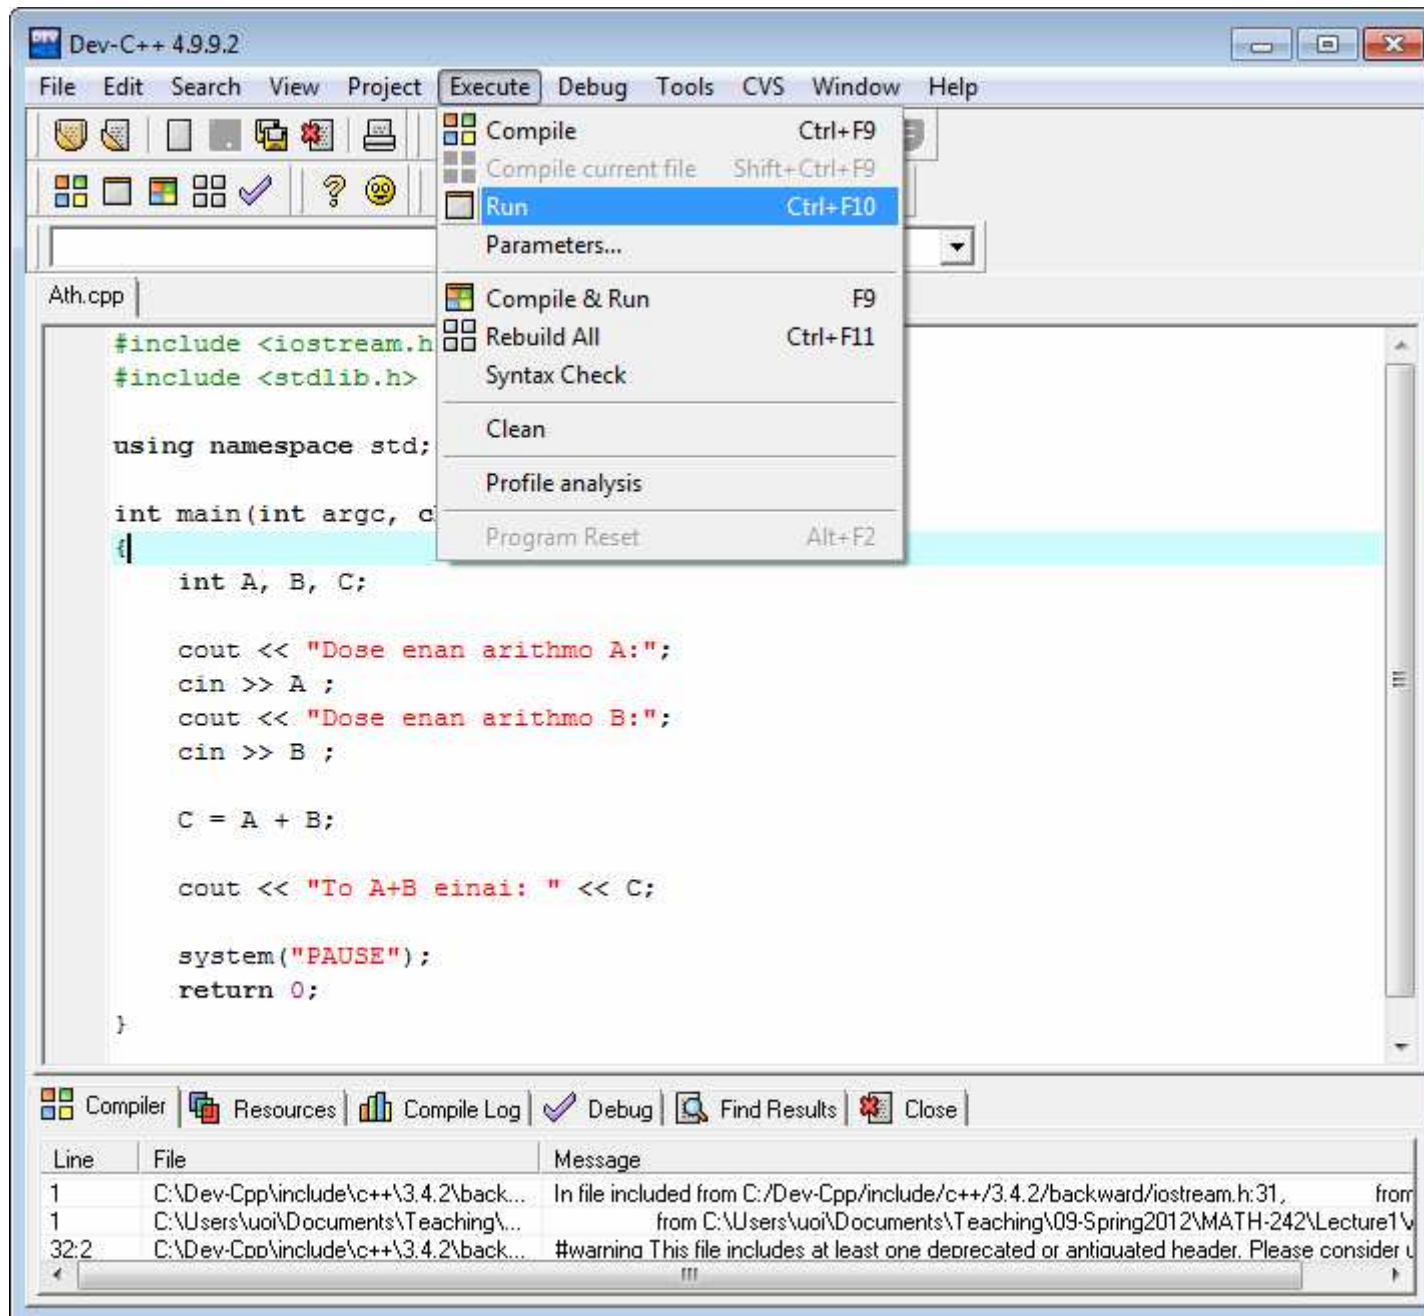 Dev-C++ 4.9.9.2
File Edit Search View Project Execute Debug Tools CVS Window Help
Compile Ctrl+F9
Compile current file Shift+Ctrl+F9
Run Ctrl+F10
Parameters...
Compile & Run F9
Rebuild All Ctrl+F11
Syntax Check
Clean
Profile analysis
Program Reset Alt+F2
Ath.cpp
#include <iostream.h
#include <stdlib.h>
using namespace std;
int main(int argc, c
{
int A, B, C;
cout << "Dose enan arithmo A:";
cin >> A ;
cout << "Dose enan arithmo B:";
cin >> B ;
C = A + B;
cout << "To A+B einai: " << C;
system("PAUSE");
return 0;
}
Compiler Resources Compile Log Debug Find Results Close
Line File Message
1 C:\Dev-Cpp\include\c++\3.4.2\back... In file included from C:/Dev-Cpp/include/c++/3.4.2/backward/iostream.h:31, from
1 C:\Users\uoi\Documents\Teaching\... from C:\Users\uoi\Documents\Teaching\09-Spring2012\MATH-242\Lecture1\
32:2 C:\Dev-Cpp\include\c++\3.4.2\back... #warning This file includes at least one deprecated or antiquated header. Please consider